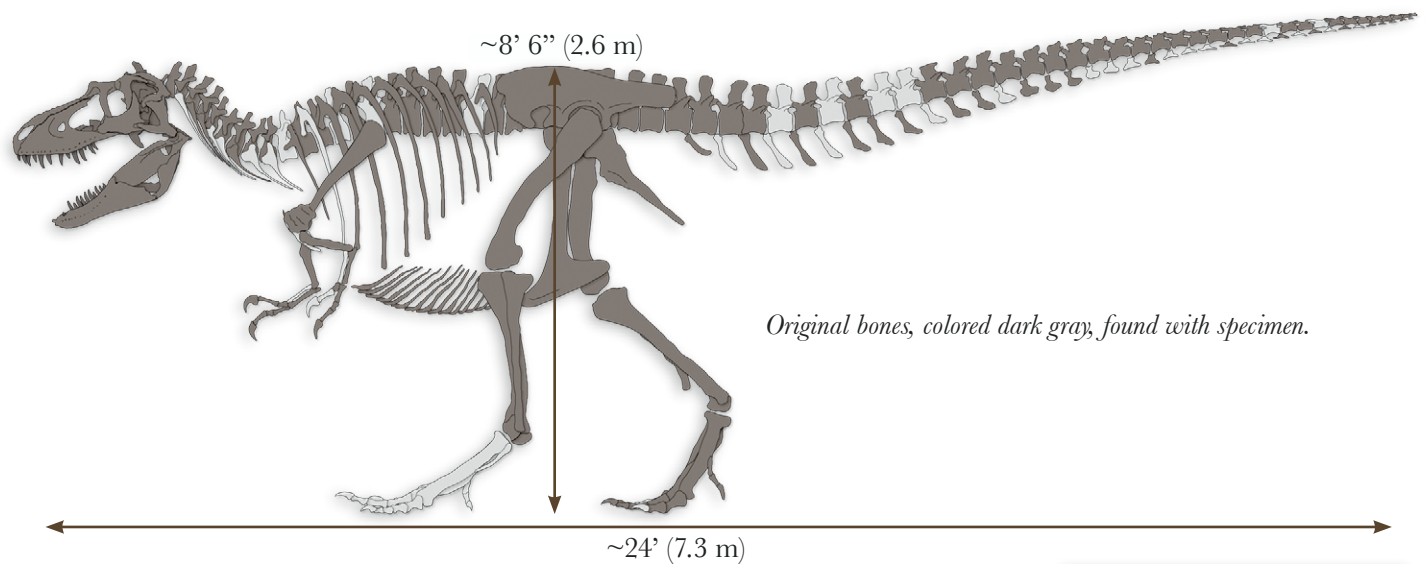 ~8’ 6” (2.6 m)
Original bones, colored dark gray, found with specimen.
~24’ (7.3 m)